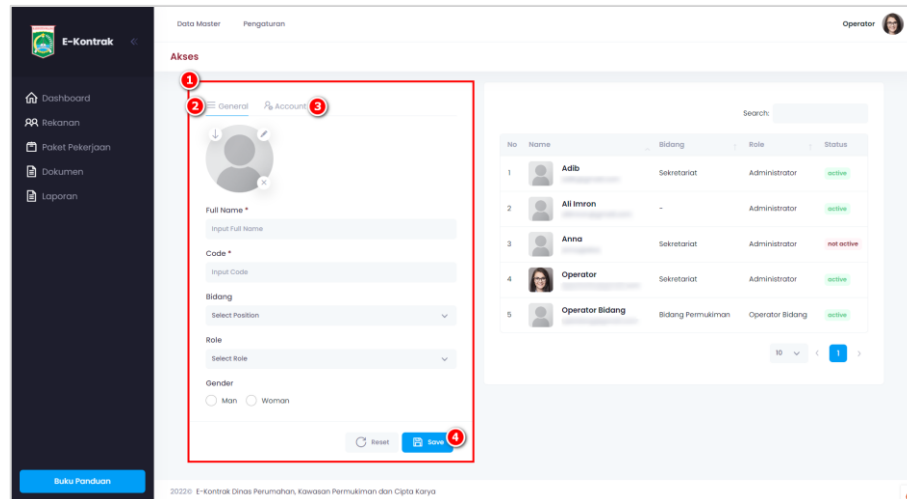 Data Master Pengaturan Operator
E-Kontrak
Akses
1
2 General Account 3
Dashboard
Rekanan
Paket Pekerjaan
Dokumen
Laporan
Full Name *
Input Full Name
Code *
Input Code
Bidang
Select Position
Role
Select Role
Gender
Man Woman
Reset Save 4
Search:
No Name Bidang Role Status
1 Adib Sekretariat Administrator active
2 Ali Imron - Administrator active
3 Anna Sekretariat Administrator not active
4 Operator Sekretariat Administrator active
5 Operator Bidang Bidang Permukiman Operator Bidang active
10 1
Buku Panduan
2022© E-Kontrak Dinas Perumahan, Kawasan Permukiman dan Cipta Karya